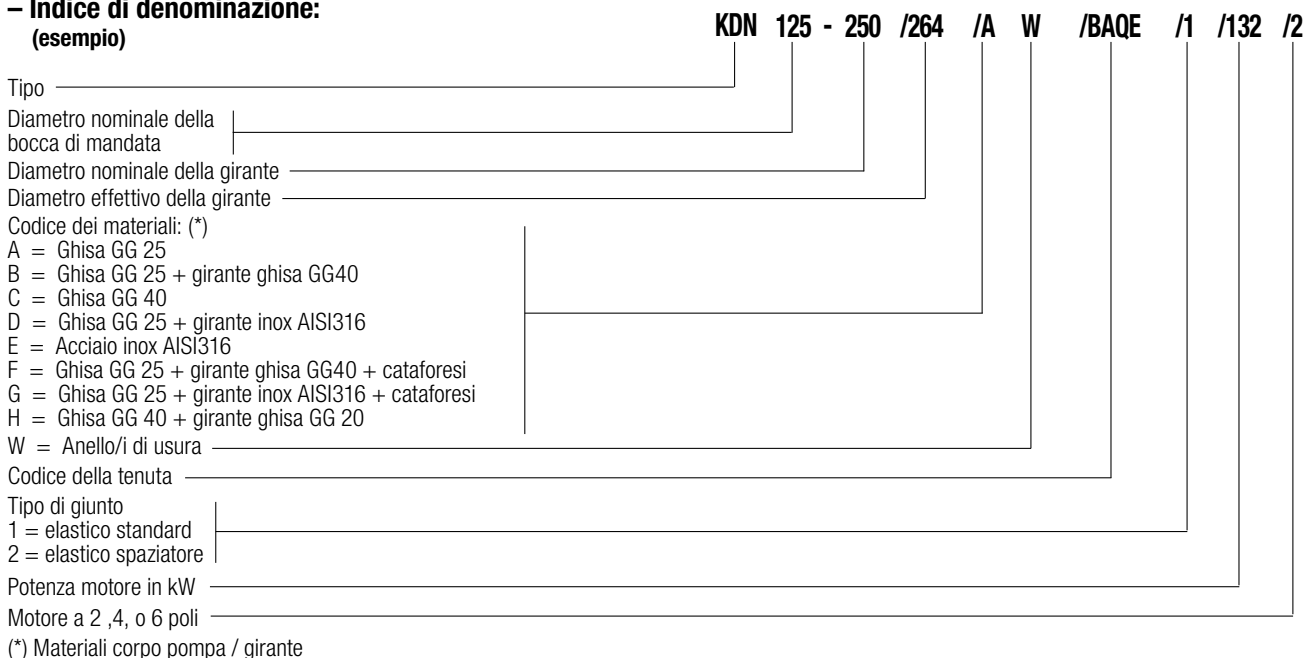 – Indice di denominazione:
(esempio)
KDN 125 - 250 /264 /A W /BAQE /1 /132 /2
Tipo
Diametro nominale della
bocca di mandata
Diametro nominale della girante
Diametro effettivo della girante
Codice dei materiali: (*)
A = Ghisa GG 25
B = Ghisa GG 25 + girante ghisa GG40
C = Ghisa GG 40
D = Ghisa GG 25 + girante inox AISI316
E = Acciaio inox AISI316
F = Ghisa GG 25 + girante ghisa GG40 + cataforesi
G = Ghisa GG 25 + girante inox AISI316 + cataforesi
H = Ghisa GG 40 + girante ghisa GG 20
W = Anello/i di usura
Codice della tenuta
Tipo di giunto
1 = elastico standard
2 = elastico spaziatore
Potenza motore in kW
Motore a 2 ,4, o 6 poli
(*) Materiali corpo pompa / girante